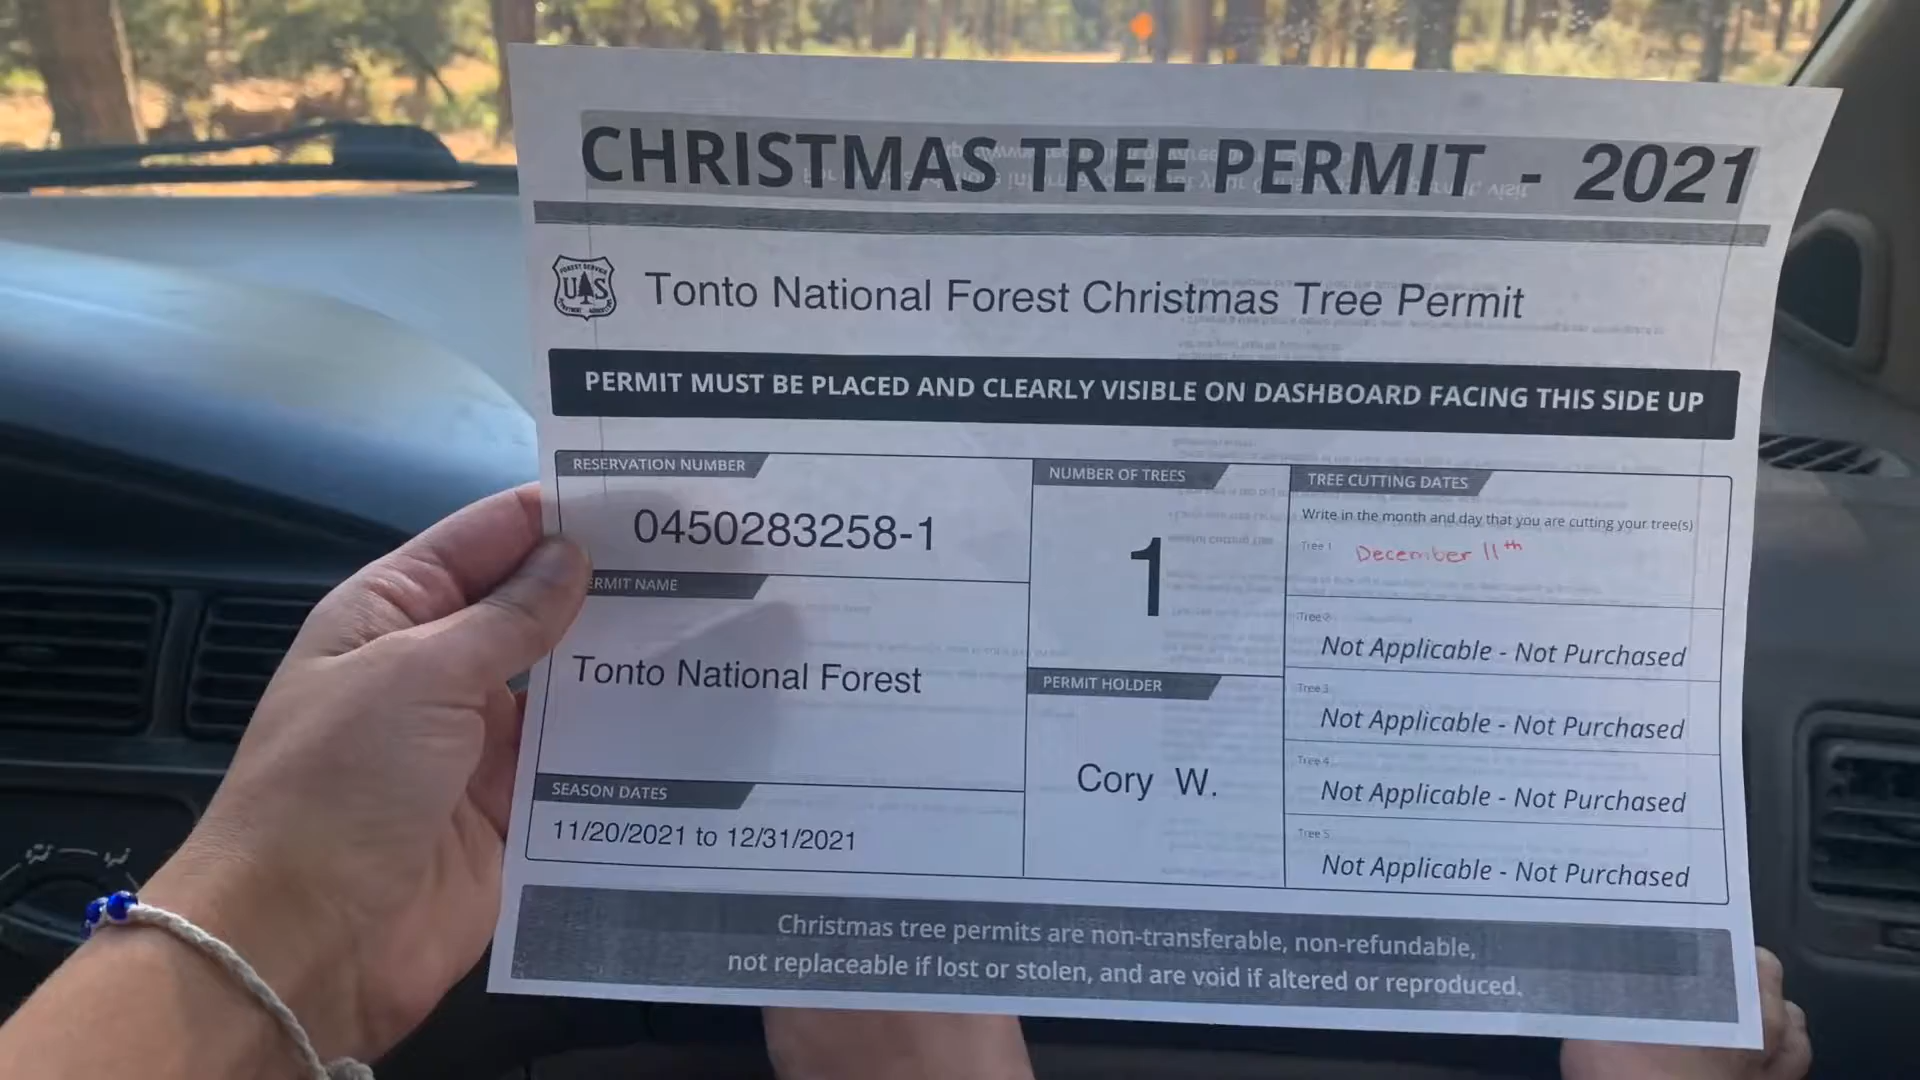 CHRISTMAS TREE PERMIT - 2021
FOREST SERVICE
US
Tonto National Forest Christmas Tree Permit
PERMIT MUST BE PLACED AND CLEARLY VISIBLE ON DASHBOARD FACING THIS SIDE UP
RESERVATION NUMBER
0450283258-1
ERMIT NAME
Tonto National Forest
SEASON DATES
11/20/2021 to 12/31/2021
NUMBER OF TREES
1
PERMIT HOLDER
Cory W.
TREE CUTTING DATES
Write in the month and day that you are cutting your tree(s)
Tree 1 December 11th
Tree 2
Not Applicable - Not Purchased
Tree 3
Not Applicable - Not Purchased
Tree 4
Not Applicable - Not Purchased
Tree 5
Not Applicable - Not Purchased
Christmas tree permits are non-transferable, non-refundable,
not replaceable if lost or stolen, and are void if altered or reproduced.